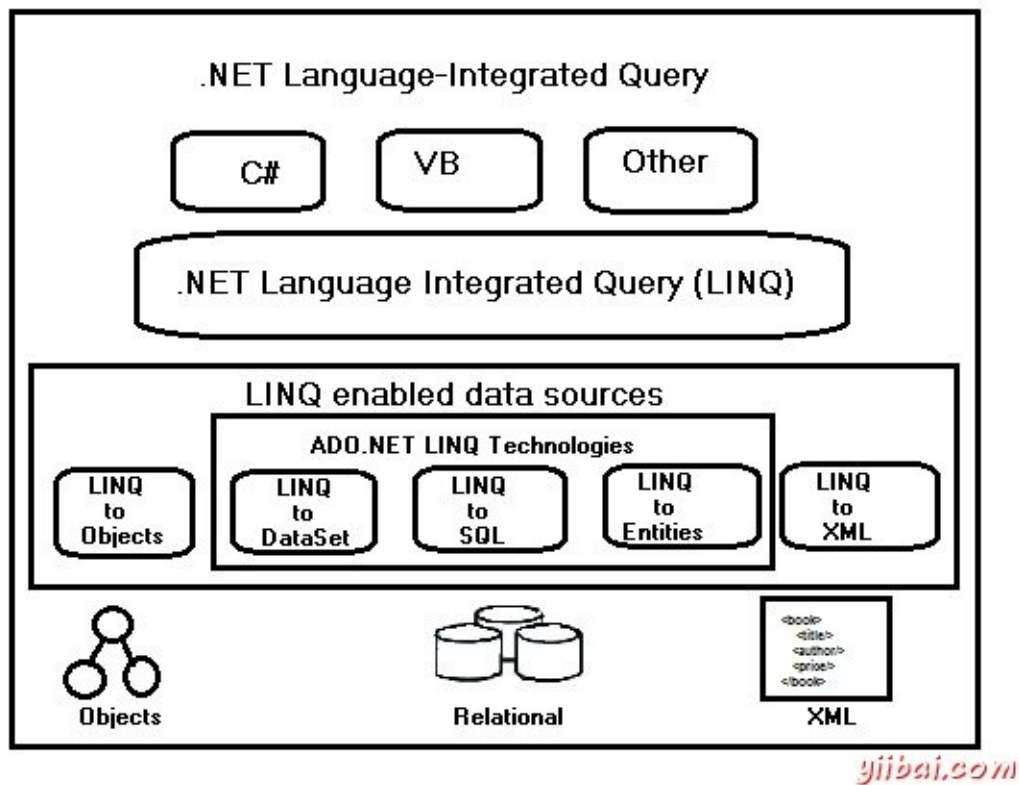 .NET Language-Integrated Query
C#
VB
Other
.NET Language Integrated Query (LINQ)
LINQ enabled data sources
ADO.NET LINQ Technologies
LINQ
to
Objects
LINQ
to
DataSet
LINQ
to
SQL
LINQ
to
Entities
LINQ
to
XML
<book>
<title/>
<author/>
<price/>
</book>
Objects
Relational
XML
yiibai.com